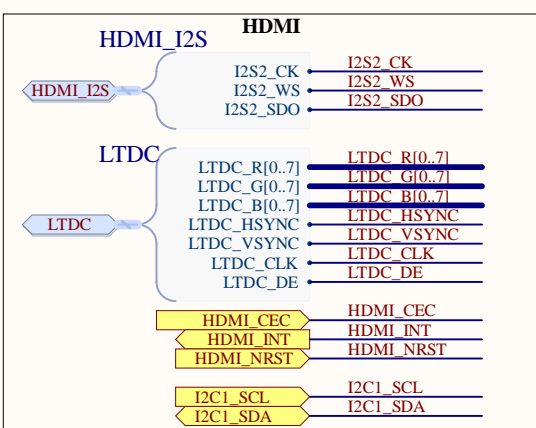 HDMI
HDMI_I2S
HDMI_I2S
I2S2_CK I2S2_CK
I2S2_WS I2S2_WS
I2S2_SDO I2S2_SDO
LTDC
LTDC
LTDC_R[0..7] LTDC_R[0..7]
LTDC_G[0..7] LTDC_G[0..7]
LTDC_B[0..7] LTDC_B[0..7]
LTDC_HSYNC LTDC_HSYNC
LTDC_VSYNC LTDC_VSYNC
LTDC_CLK LTDC_CLK
LTDC_DE LTDC_DE
HDMI_CEC HDMI_CEC
HDMI_INT HDMI_INT
HDMI_NRST HDMI_NRST
I2C1_SCL I2C1_SCL
I2C1_SDA I2C1_SDA